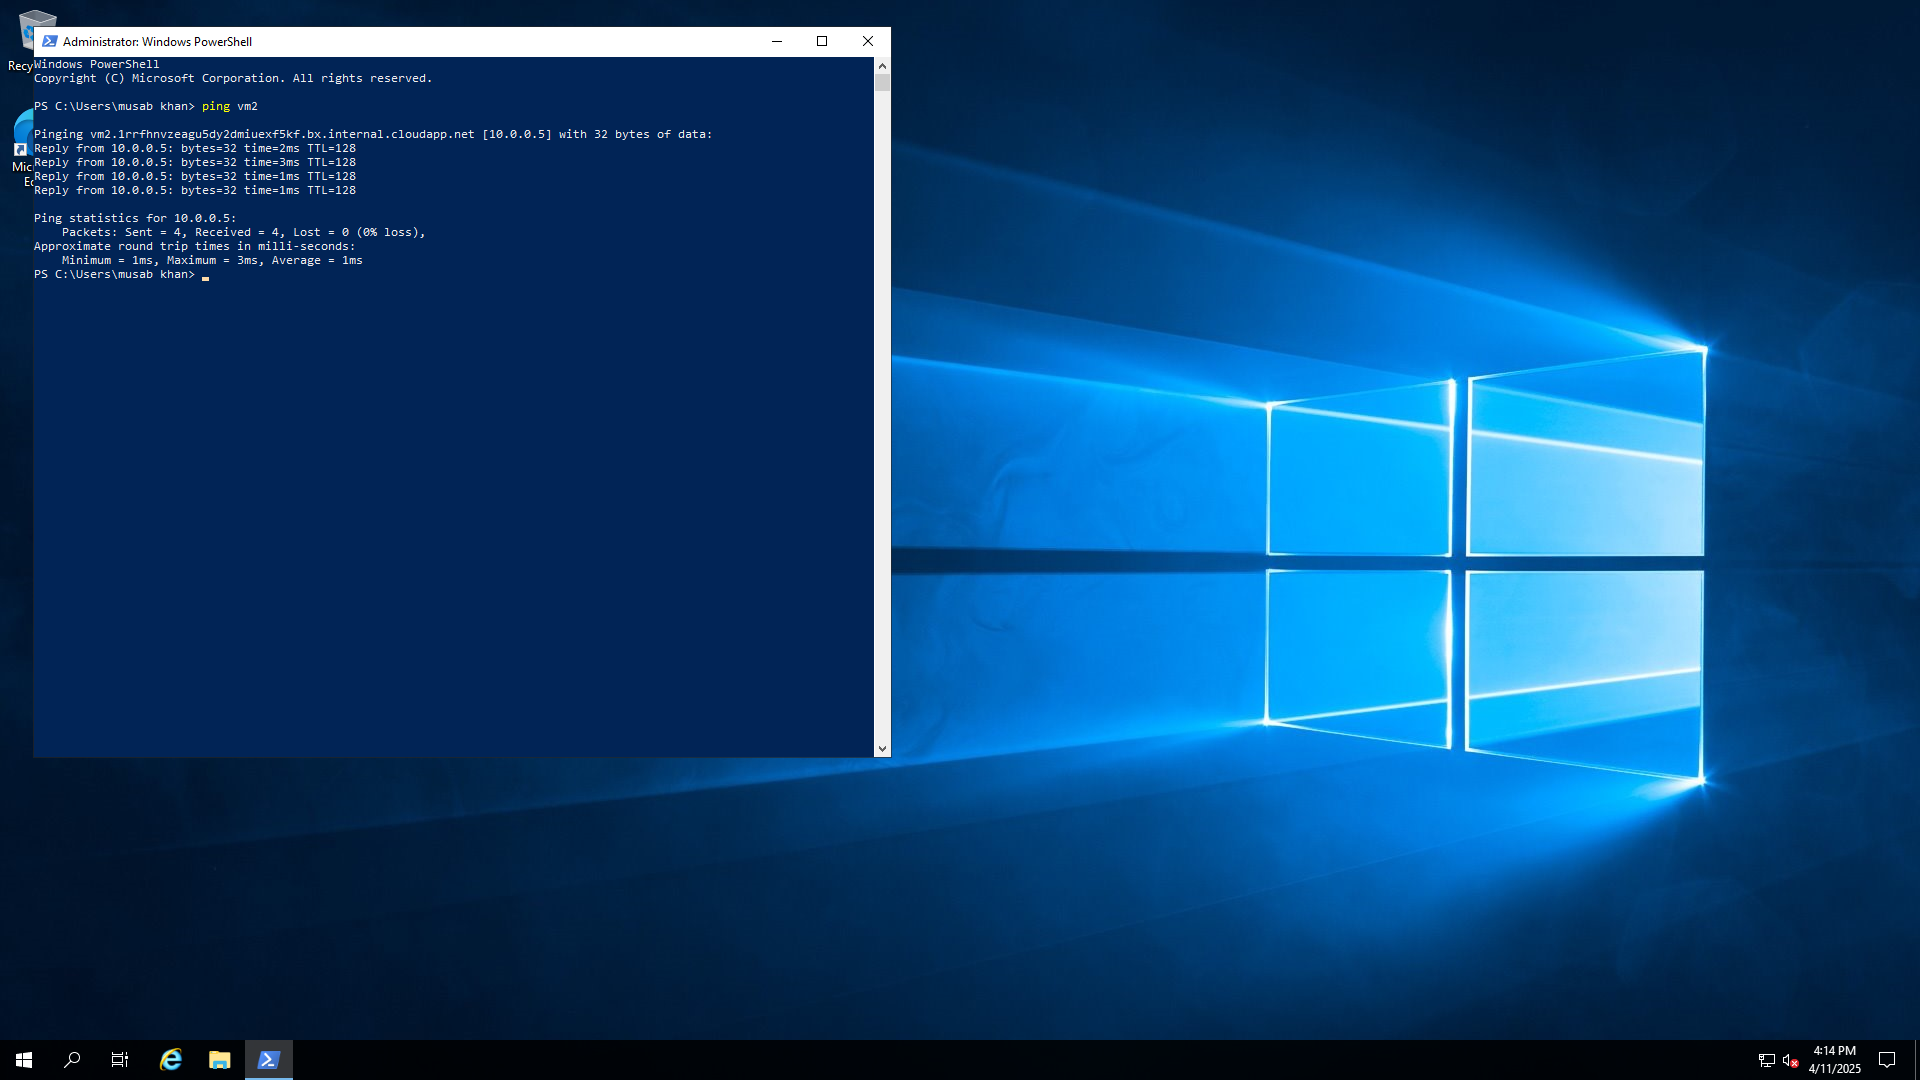 Administrator: Windows PowerShell
Recy
Windows PowerShell
Copyright (C) Microsoft Corporation. All rights reserved.
PS C:\Users\musab khan> ping vm2
Pinging vm2.1rrfhnvzeagu5dy2dmiuexf5kf.bx.internal.cloudapp.net [10.0.0.5] with 32 bytes of data:
Reply from 10.0.0.5: bytes=32 time=2ms TTL=128
Reply from 10.0.0.5: bytes=32 time=3ms TTL=128
Reply from 10.0.0.5: bytes=32 time=1ms TTL=128
Reply from 10.0.0.5: bytes=32 time=1ms TTL=128
Mic
Ed
Ping statistics for 10.0.0.5:
    Packets: Sent = 4, Received = 4, Lost = 0 (0% loss),
Approximate round trip times in milli-seconds:
    Minimum = 1ms, Maximum = 3ms, Average = 1ms
PS C:\Users\musab khan>
4:14 PM
4/11/2025